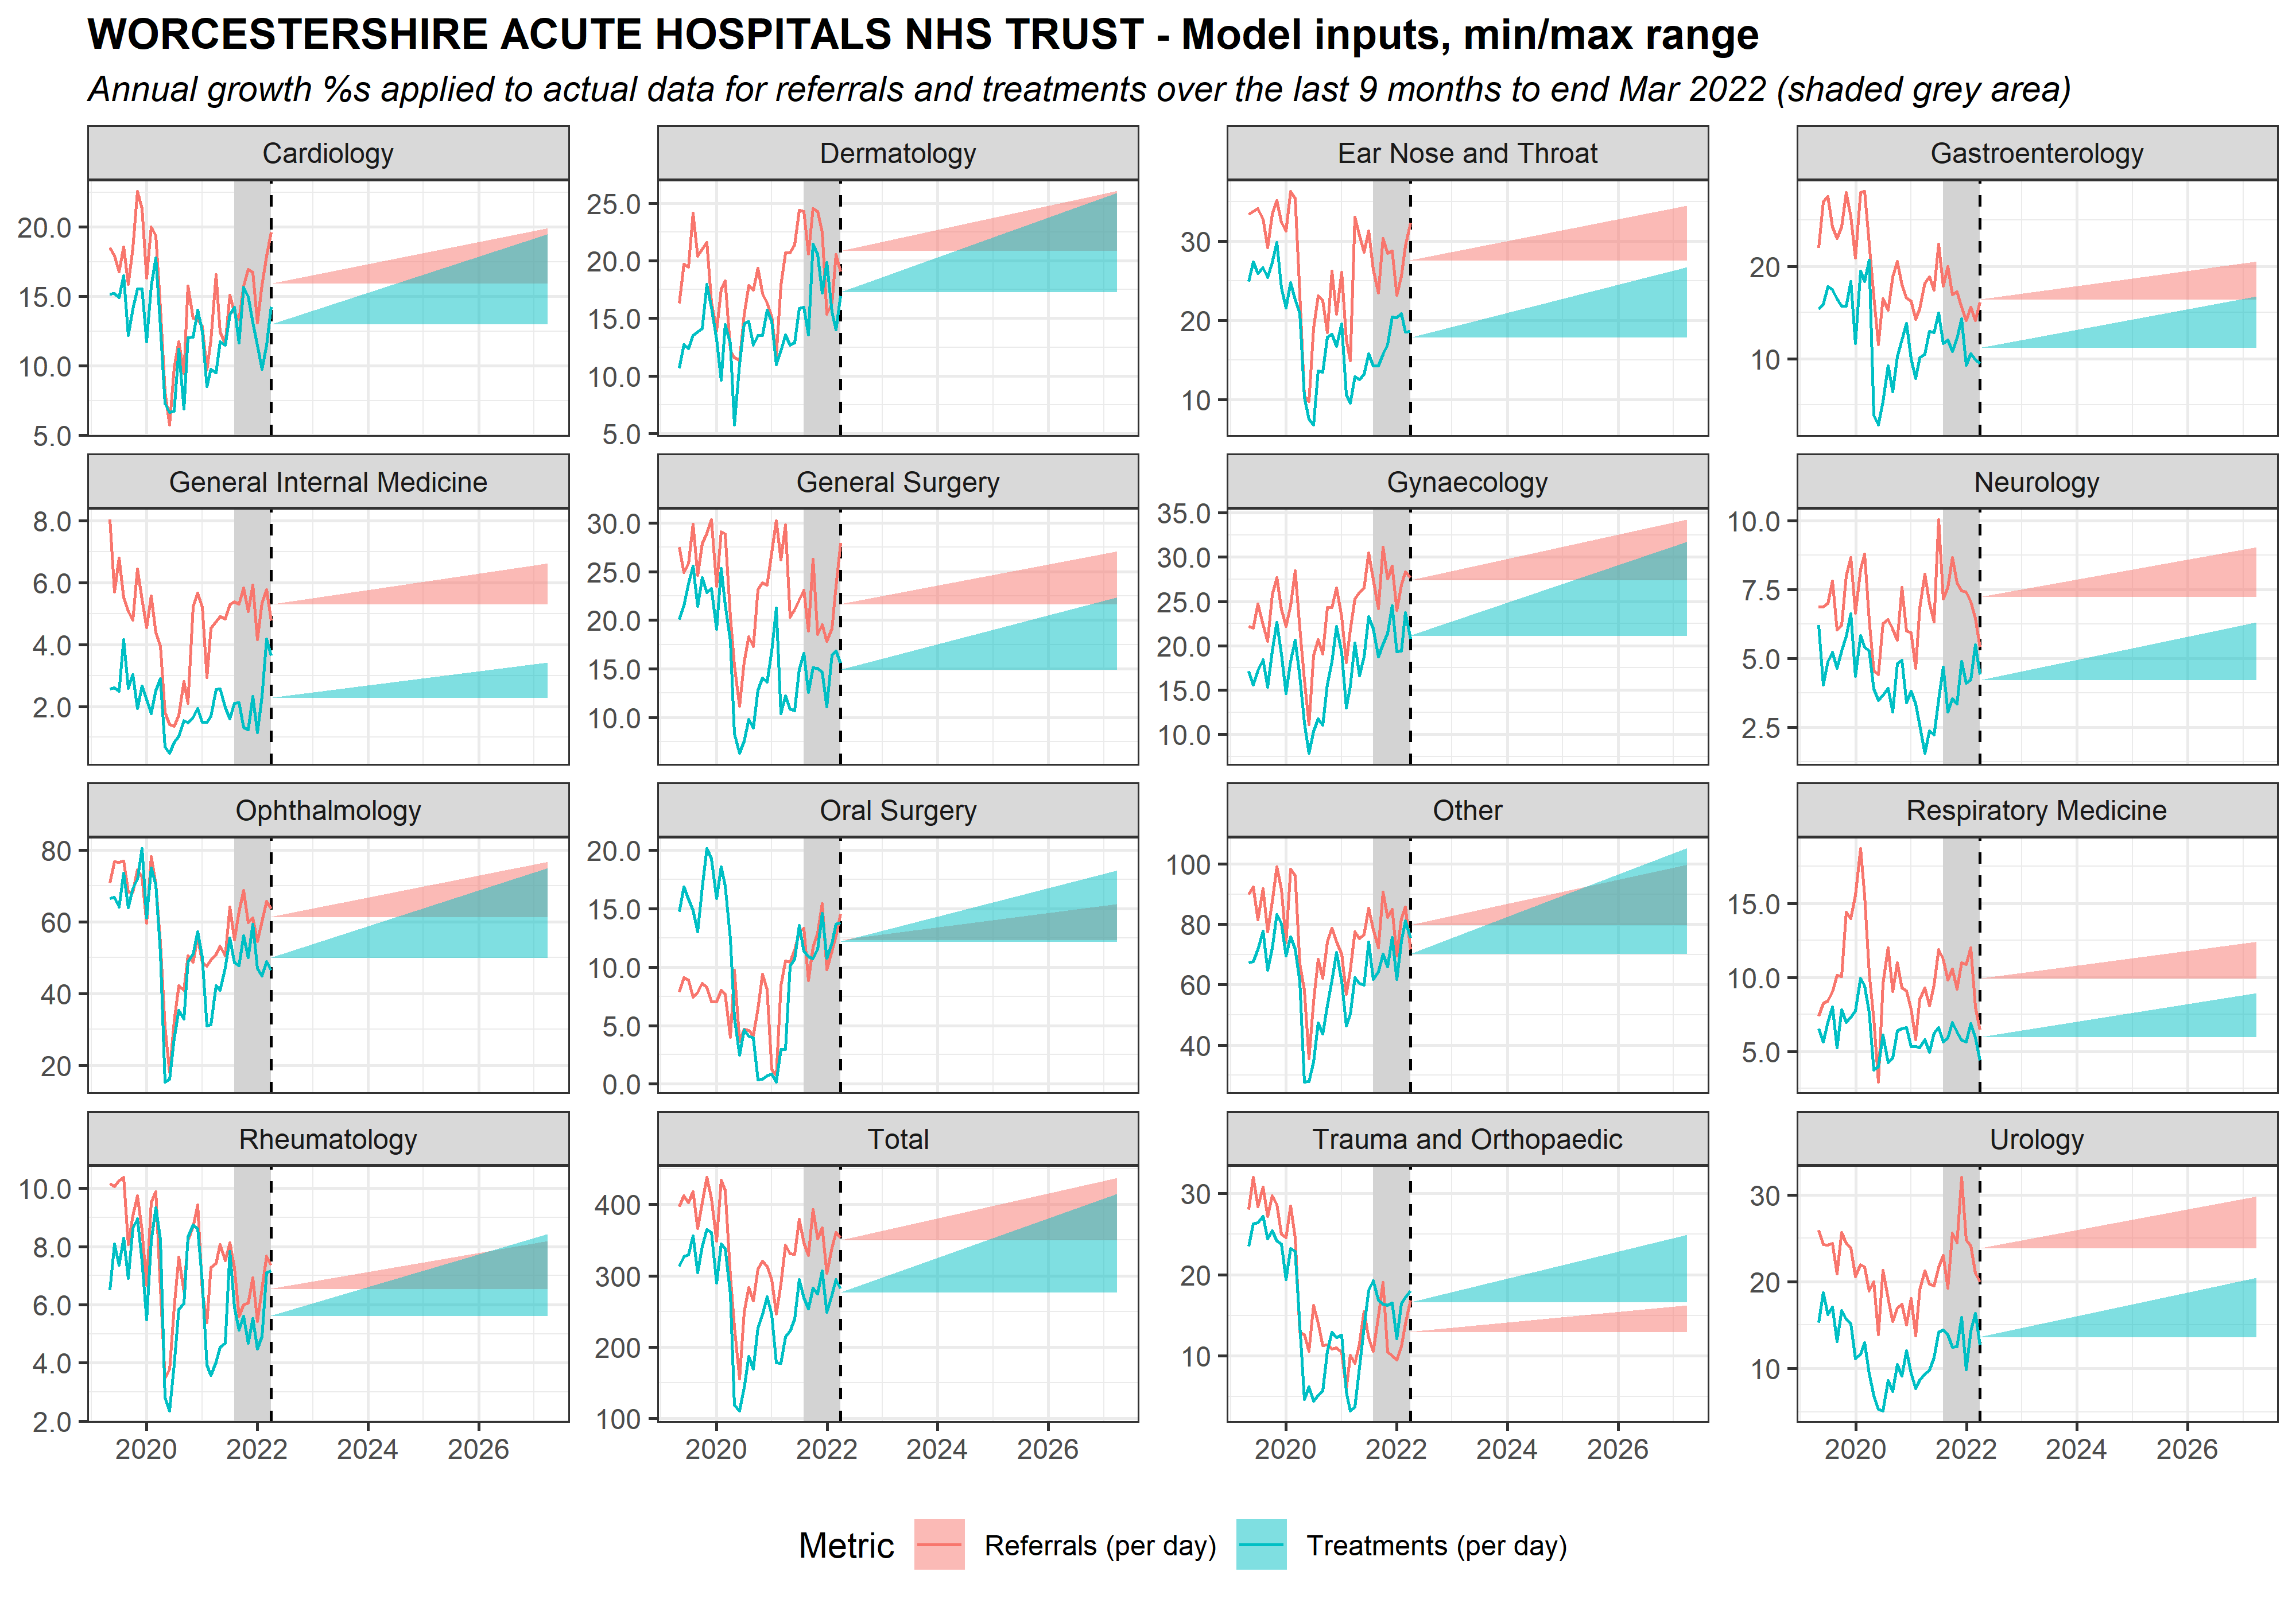 WORCESTERSHIRE ACUTE HOSPITALS NHS TRUST - Model inputs, min/max range
Annual growth %s applied to actual data for referrals and treatments over the last 9 months to end Mar 2022 (shaded grey area)
Cardiology
20.0
15.0
10.0
5.0
Dermatology
25.0
20.0
15.0
10.0
5.0
Ear Nose and Throat
30
20
10
Gastroenterology
20
10
General Internal Medicine
8.0
6.0
4.0
2.0
General Surgery
30.0
25.0
20.0
15.0
10.0
Gynaecology
35.0
30.0
25.0
20.0
15.0
10.0
Neurology
10.0
7.5
5.0
2.5
Ophthalmology
80
60
40
20
Oral Surgery
20.0
15.0
10.0
5.0
0.0
Other
100
80
60
40
Respiratory Medicine
15.0
10.0
5.0
Rheumatology
10.0
8.0
6.0
4.0
2.0
2020 2022 2024 2026
Total
400
300
200
100
2020 2022 2024 2026
Trauma and Orthopaedic
30
20
10
2020 2022 2024 2026
Urology
30
20
10
2020 2022 2024 2026
Metric Referrals (per day) Treatments (per day)